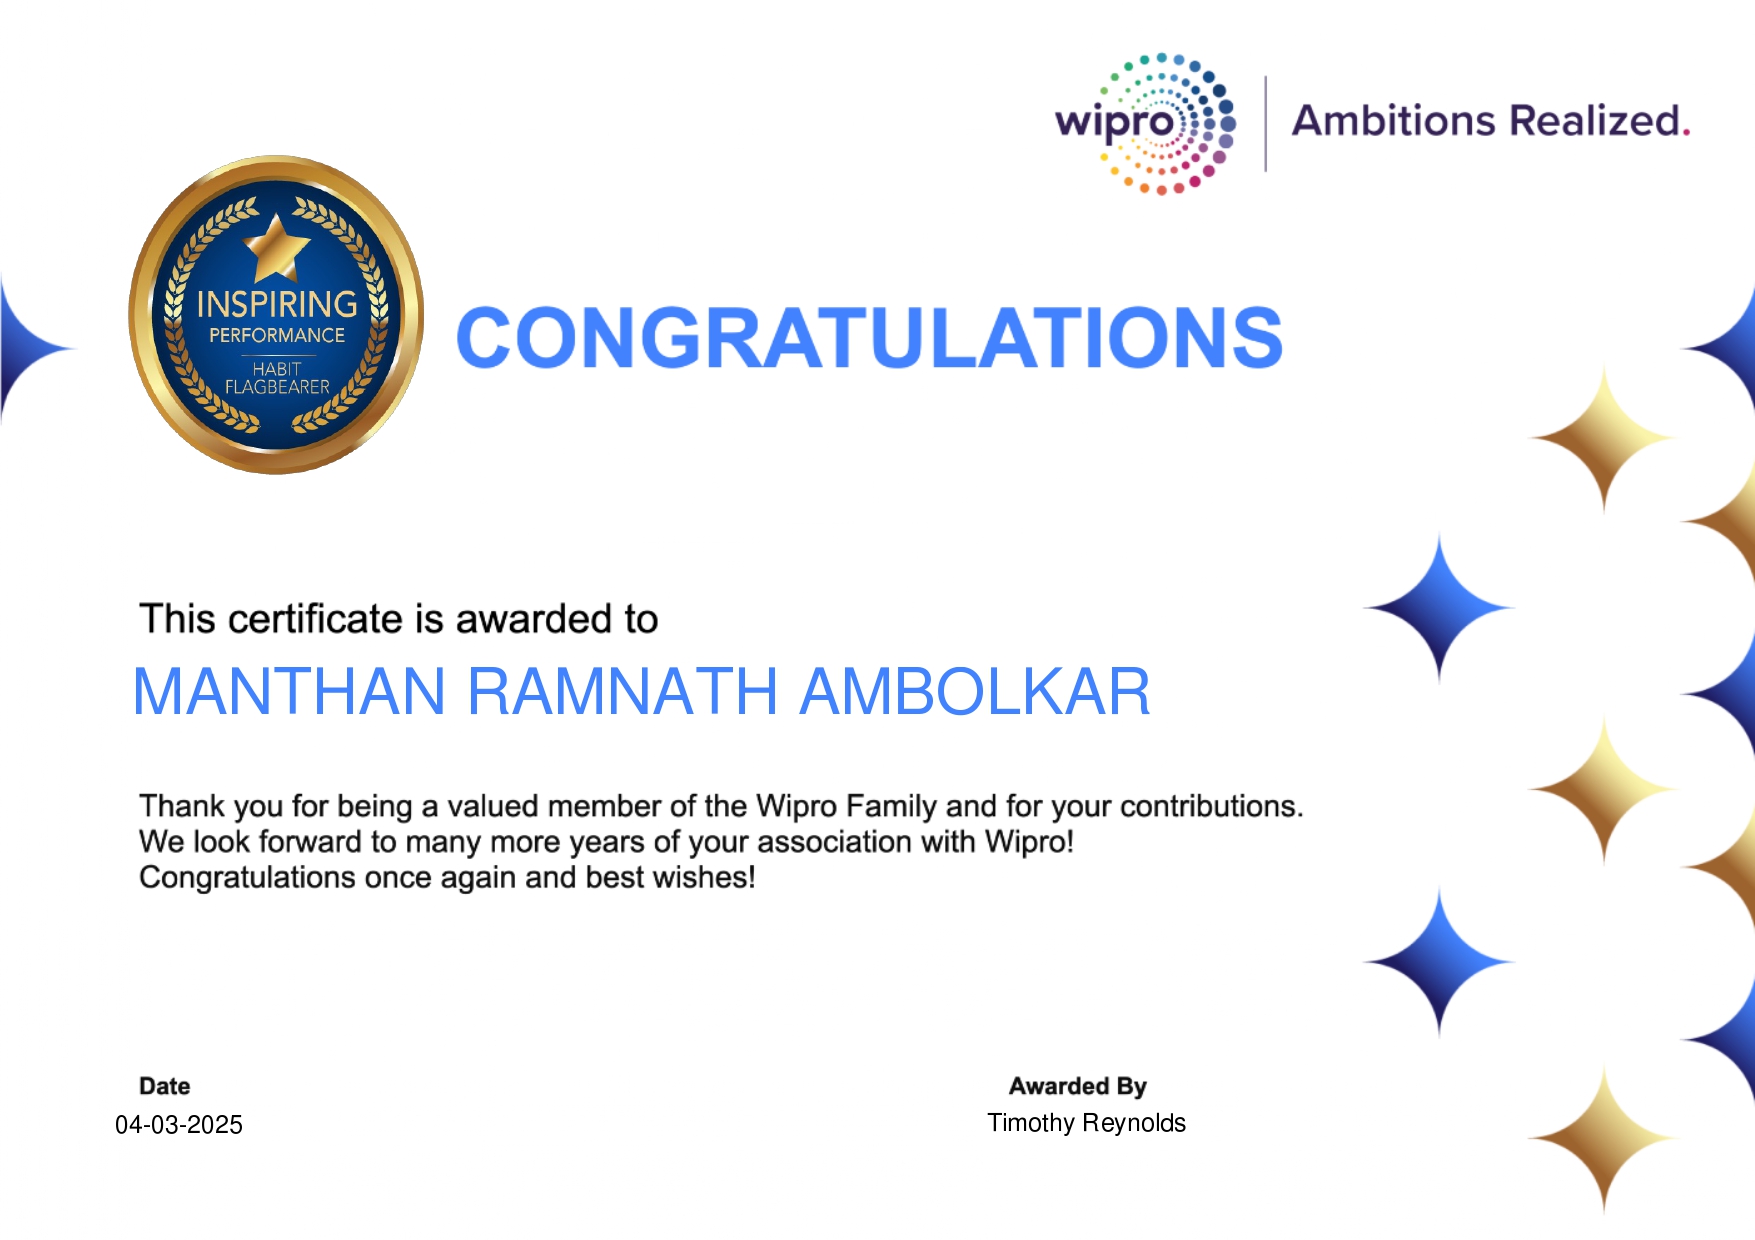 wipro
Ambitions Realized.
INSPIRING
PERFORMANCE
HABIT
FLAGBEARER
CONGRATULATIONS
This certificate is awarded to
MANTHAN RAMNATH AMBOLKAR
Thank you for being a valued member of the Wipro Family and for your contributions.
We look forward to many more years of your association with Wipro!
Congratulations once again and best wishes!
Date
04-03-2025
Awarded By
Timothy Reynolds